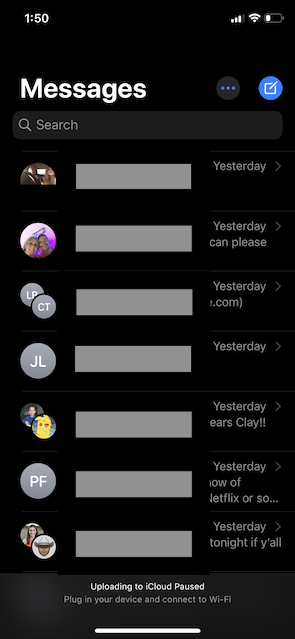 1:50
Messages
Search
Yesterday
Yesterday
can please
LR
CT
Yesterday
e.com)
JL
Yesterday
Yesterday
ears Clay!!
PF
Yesterday
now of
Netflix or so...
Yesterday
tonight if y'all
Uploading to iCloud Paused
Plug in your device and connect to Wi-Fi